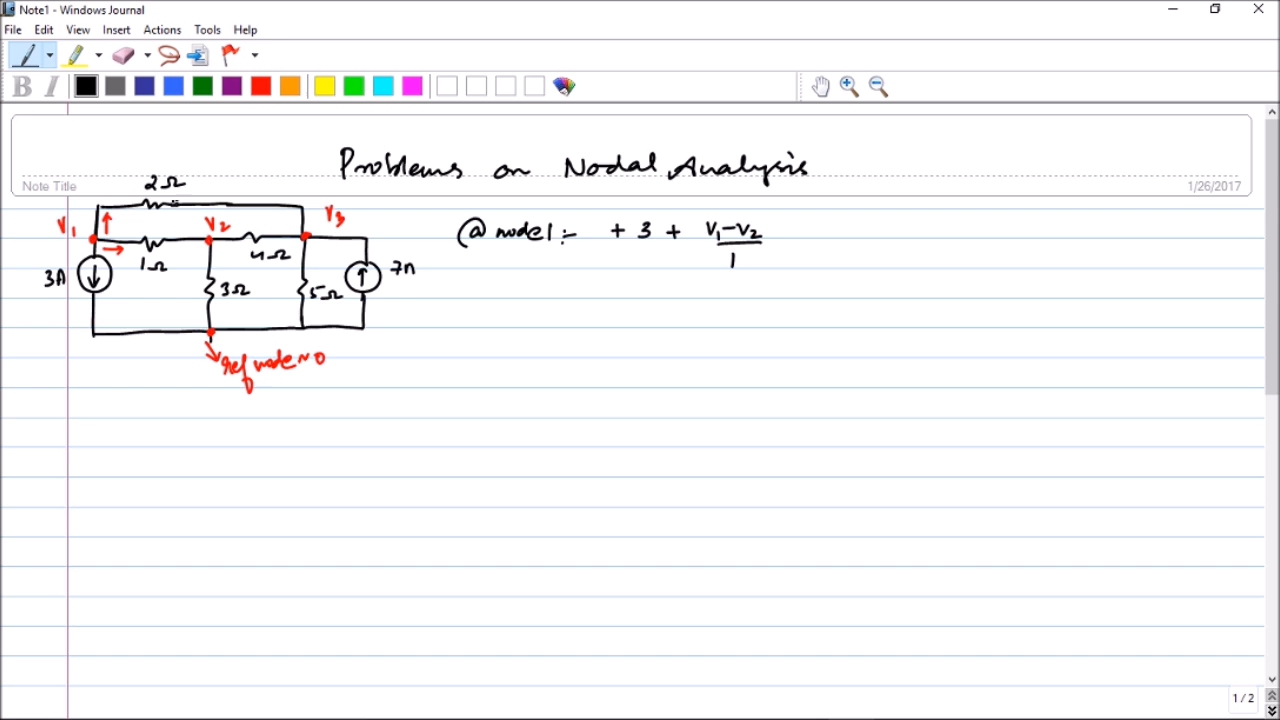 Note1 - Windows Journal
File Edit View Insert Actions Tools Help
B I
Problems on Nodal Analysis
Note Title
1/26/2017
2Ω
V1 V2 V3
@ node1 :- + 3 + V1-V2
1
1Ω 4Ω
3A 3Ω 5Ω 7A
ref node ~ 0
1 / 2